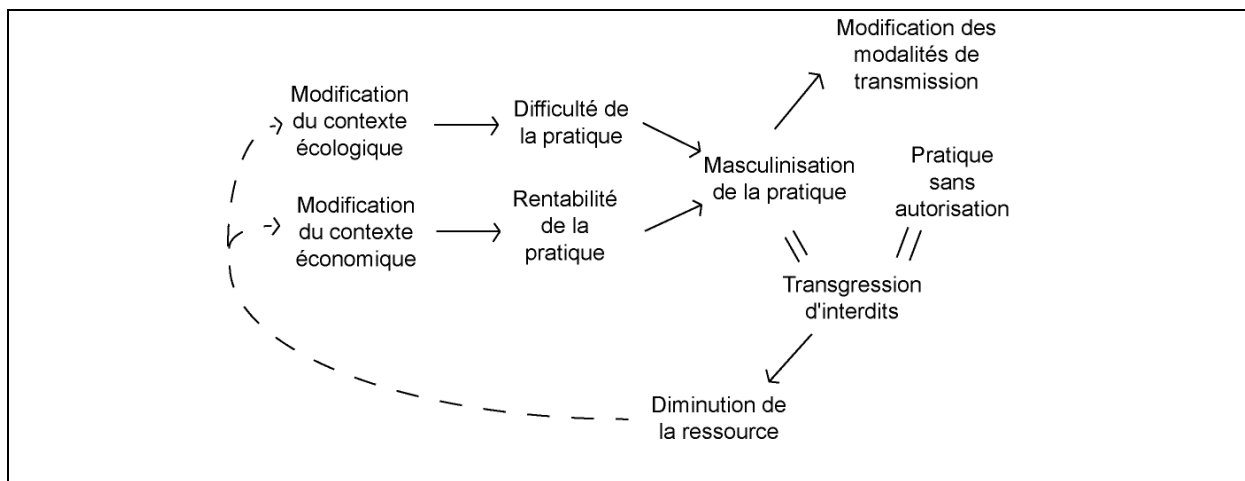 Modification des
modalités de
transmission
Modification
du contexte
écologique
Difficulté de
la pratique
Masculinisation
de la pratique
Pratique
sans
autorisation
Modification
du contexte
économique
Rentabilité
de la
pratique
Transgression
d'interdits
Diminution de
la ressource